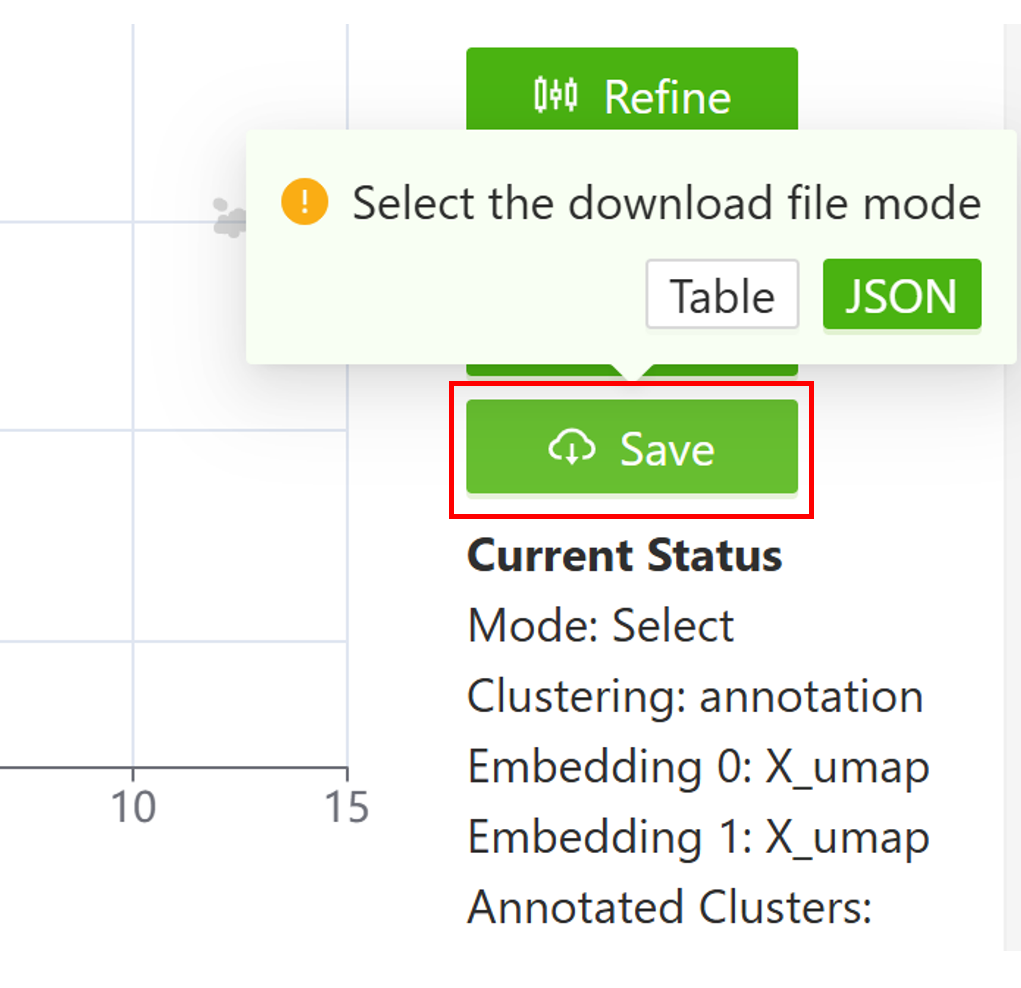 Refine
! Select the download file mode
Table JSON
Save
Current Status
Mode: Select
Clustering: annotation
Embedding 0: X_umap
Embedding 1: X_umap
Annotated Clusters:
10 15